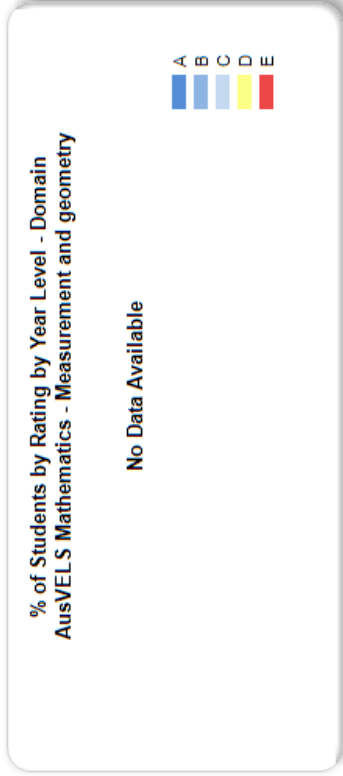 % of Students by Rating by Year Level - Domain
AusVELS Mathematics - Measurement and geometry
No Data Available
A
B
C
D
E